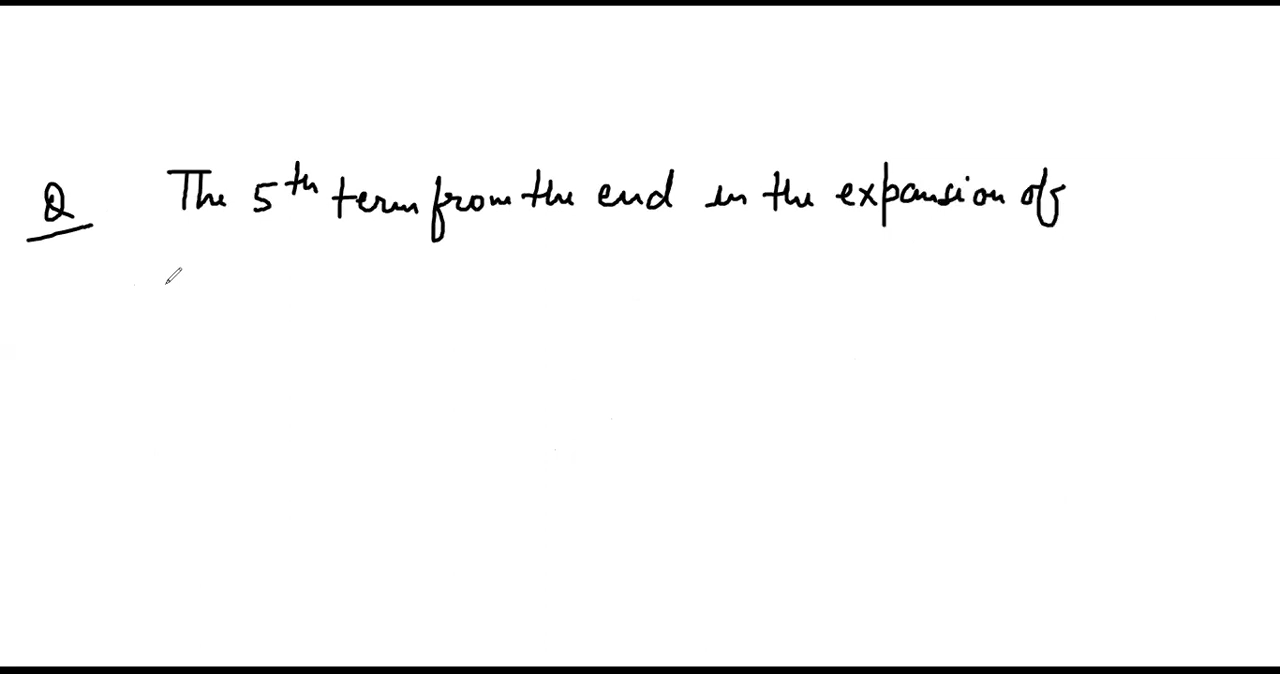 Q The 5th term from the end in the expansion of